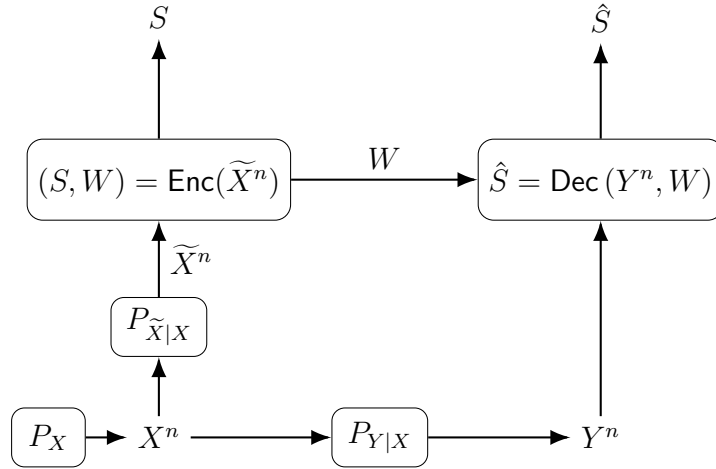 S
Ŝ
(S, W) = Enc(X̃ⁿ)
W
Ŝ = Dec (Yⁿ, W)
X̃ⁿ
P_{X̃|X}
P_X
Xⁿ
P_{Y|X}
Yⁿ